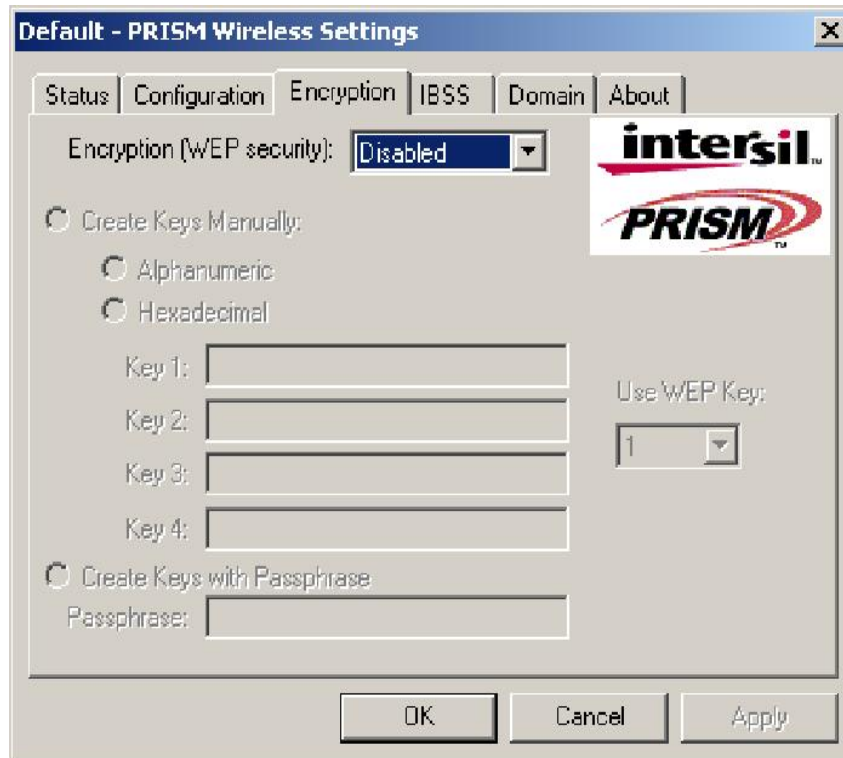 Default - PRISM Wireless Settings
Status Configuration Encryption IBSS Domain About
Encryption (WEP security): Disabled
intersil™
PRISM™
Create Keys Manually:
Alphanumeric
Hexadecimal
Key 1:
Key 2:
Key 3:
Key 4:
Use WEP Key:
1
Create Keys with Passphrase
Passphrase:
OK Cancel Apply